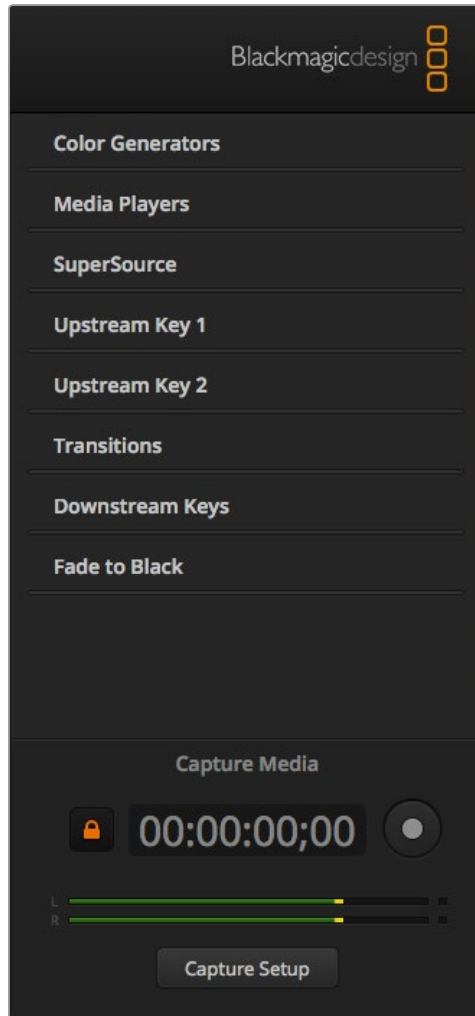 Blackmagicdesign
Color Generators
Media Players
SuperSource
Upstream Key 1
Upstream Key 2
Transitions
Downstream Keys
Fade to Black
Capture Media
00:00:00;00
L
R
Capture Setup